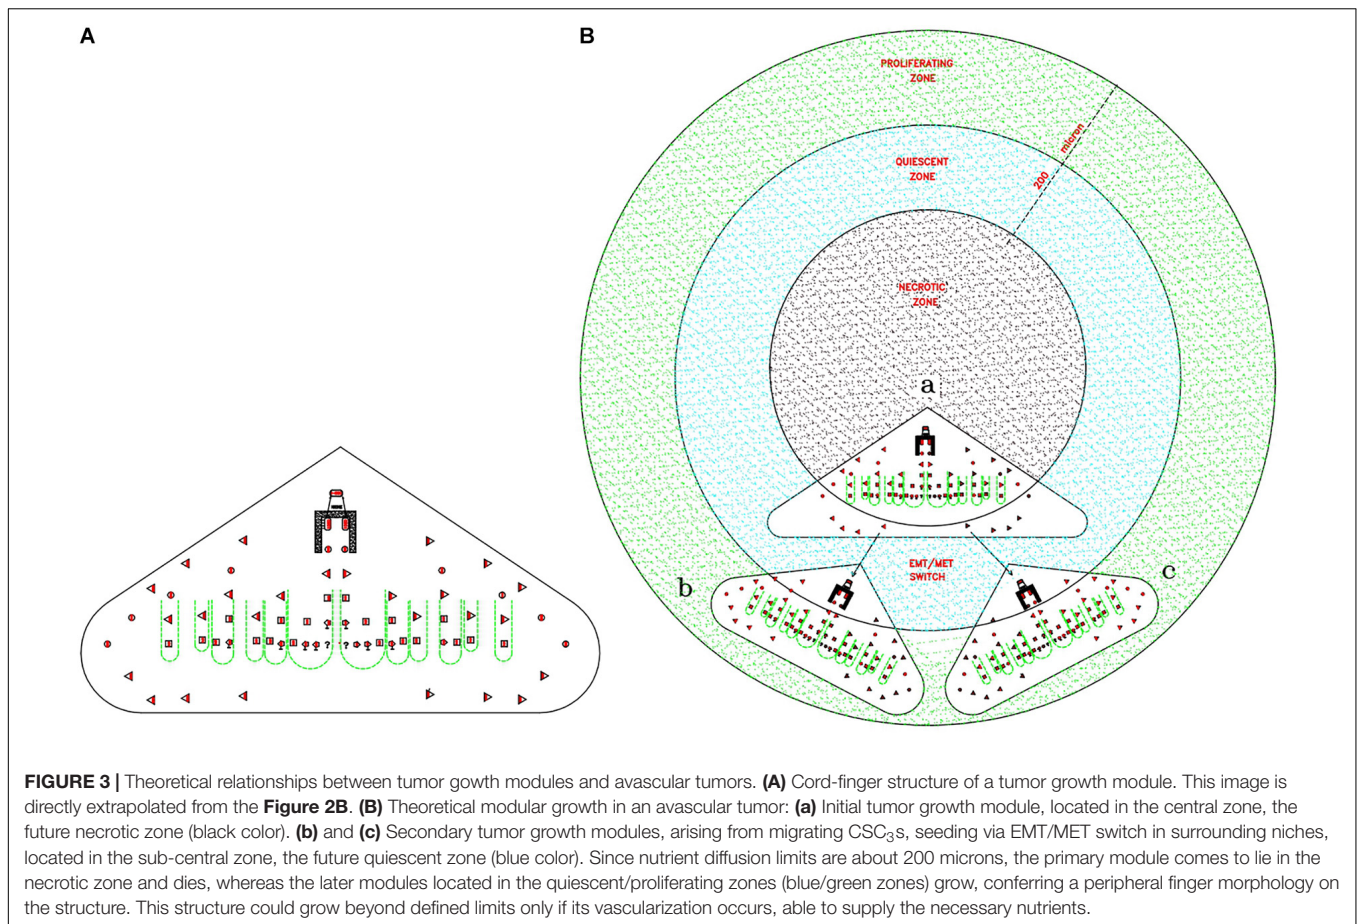 A
B
PROLIFERATING
ZONE
micron
200
QUIESCENT
ZONE
NECROTIC
ZONE
a
EMT/MET
SWITCH
b
c
? ?
FIGURE 3 | Theoretical relationships between tumor gowth modules and avascular tumors. (A) Cord-finger structure of a tumor growth module. This image is
directly extrapolated from the Figure 2B. (B) Theoretical modular growth in an avascular tumor: (a) Initial tumor growth module, located in the central zone, the
future necrotic zone (black color). (b) and (c) Secondary tumor growth modules, arising from migrating CSC₃s, seeding via EMT/MET switch in surrounding niches,
located in the sub-central zone, the future quiescent zone (blue color). Since nutrient diffusion limits are about 200 microns, the primary module comes to lie in the
necrotic zone and dies, whereas the later modules located in the quiescent/proliferating zones (blue/green zones) grow, conferring a peripheral finger morphology on
the structure. This structure could grow beyond defined limits only if its vascularization occurs, able to supply the necessary nutrients.